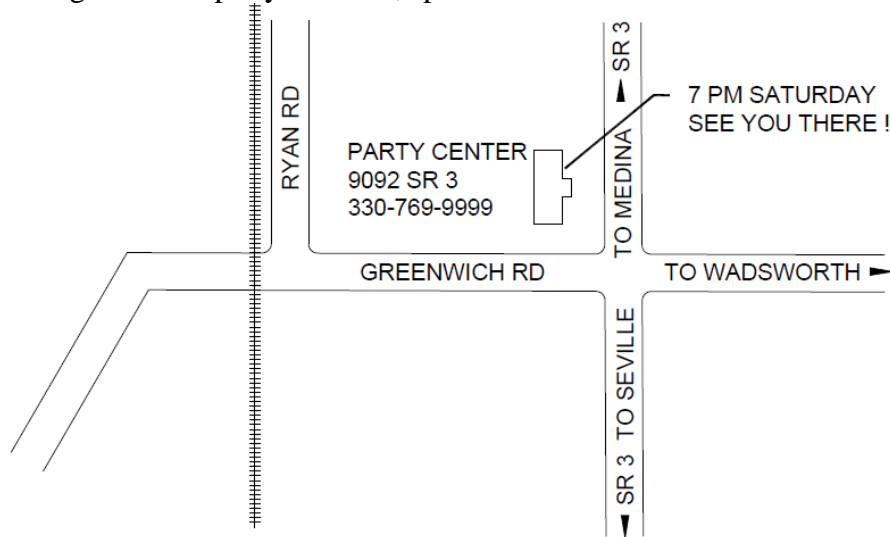 RYAN RD
PARTY CENTER
9092 SR 3
330-769-9999
TO MEDINA SR 3
7 PM SATURDAY
SEE YOU THERE !
GREENWICH RD
TO WADSWORTH
SR 3 TO SEVILLE